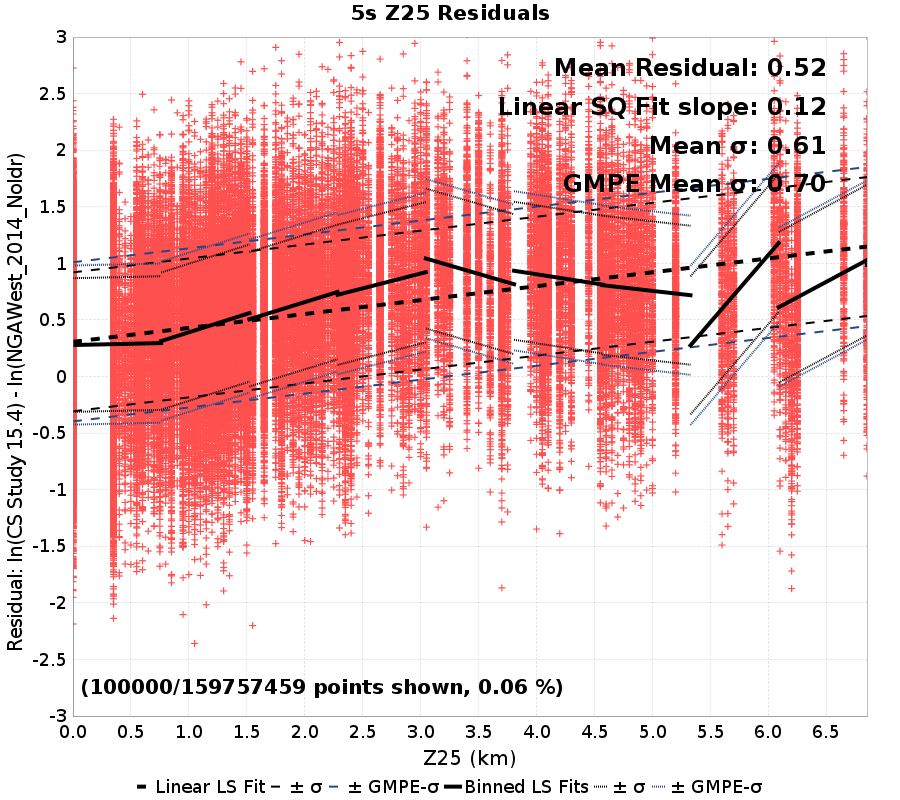 5s Z25 Residuals
Mean Residual: 0.52
Linear SQ Fit slope: 0.12
Mean σ: 0.61
GMPE Mean σ: 0.70
Residual: ln(CS Study 15.4) - ln(NGAWest_2014_NoIdr)
3
2.5
2
1.5
1
0.5
0
-0.5
-1
-1.5
-2
-2.5
-3
(100000/159757459 points shown, 0.06 %)
0.0 0.5 1.0 1.5 2.0 2.5 3.0 3.5 4.0 4.5 5.0 5.5 6.0 6.5
Z25 (km)
Linear LS Fit ± σ ± GMPE-σ Binned LS Fits ± σ ± GMPE-σ